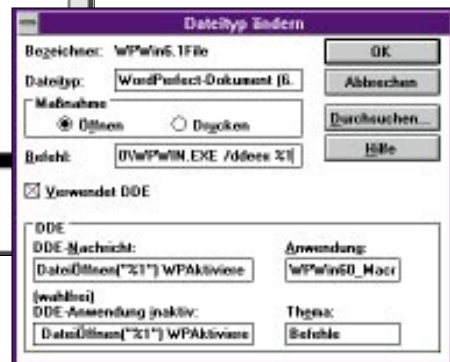 Dateityp ändern
Bezeichner: WPWin6.1File
OK
Dateityp: WordPerfect-Dokument (6.
Abbrechen
Maßnahme
Öffnen Drucken
Durchsuchen...
Befehl: 0\WPWIN.EXE /ddeex %1
Hilfe
Verwendet DDE
DDE
DDE-Nachricht: Anwendung:
DateiÖffnen("%1") WPAktiviere WPWin60_Macr
(wahlfrei)
DDE-Anwendung inaktiv: Thema:
DateiÖffnen("%1") WPAktiviere Befehle